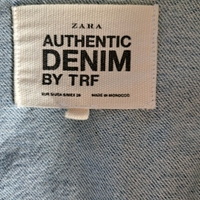 ZARA
AUTHENTIC
DENIM
BY TRF
MADE IN MOROCCO